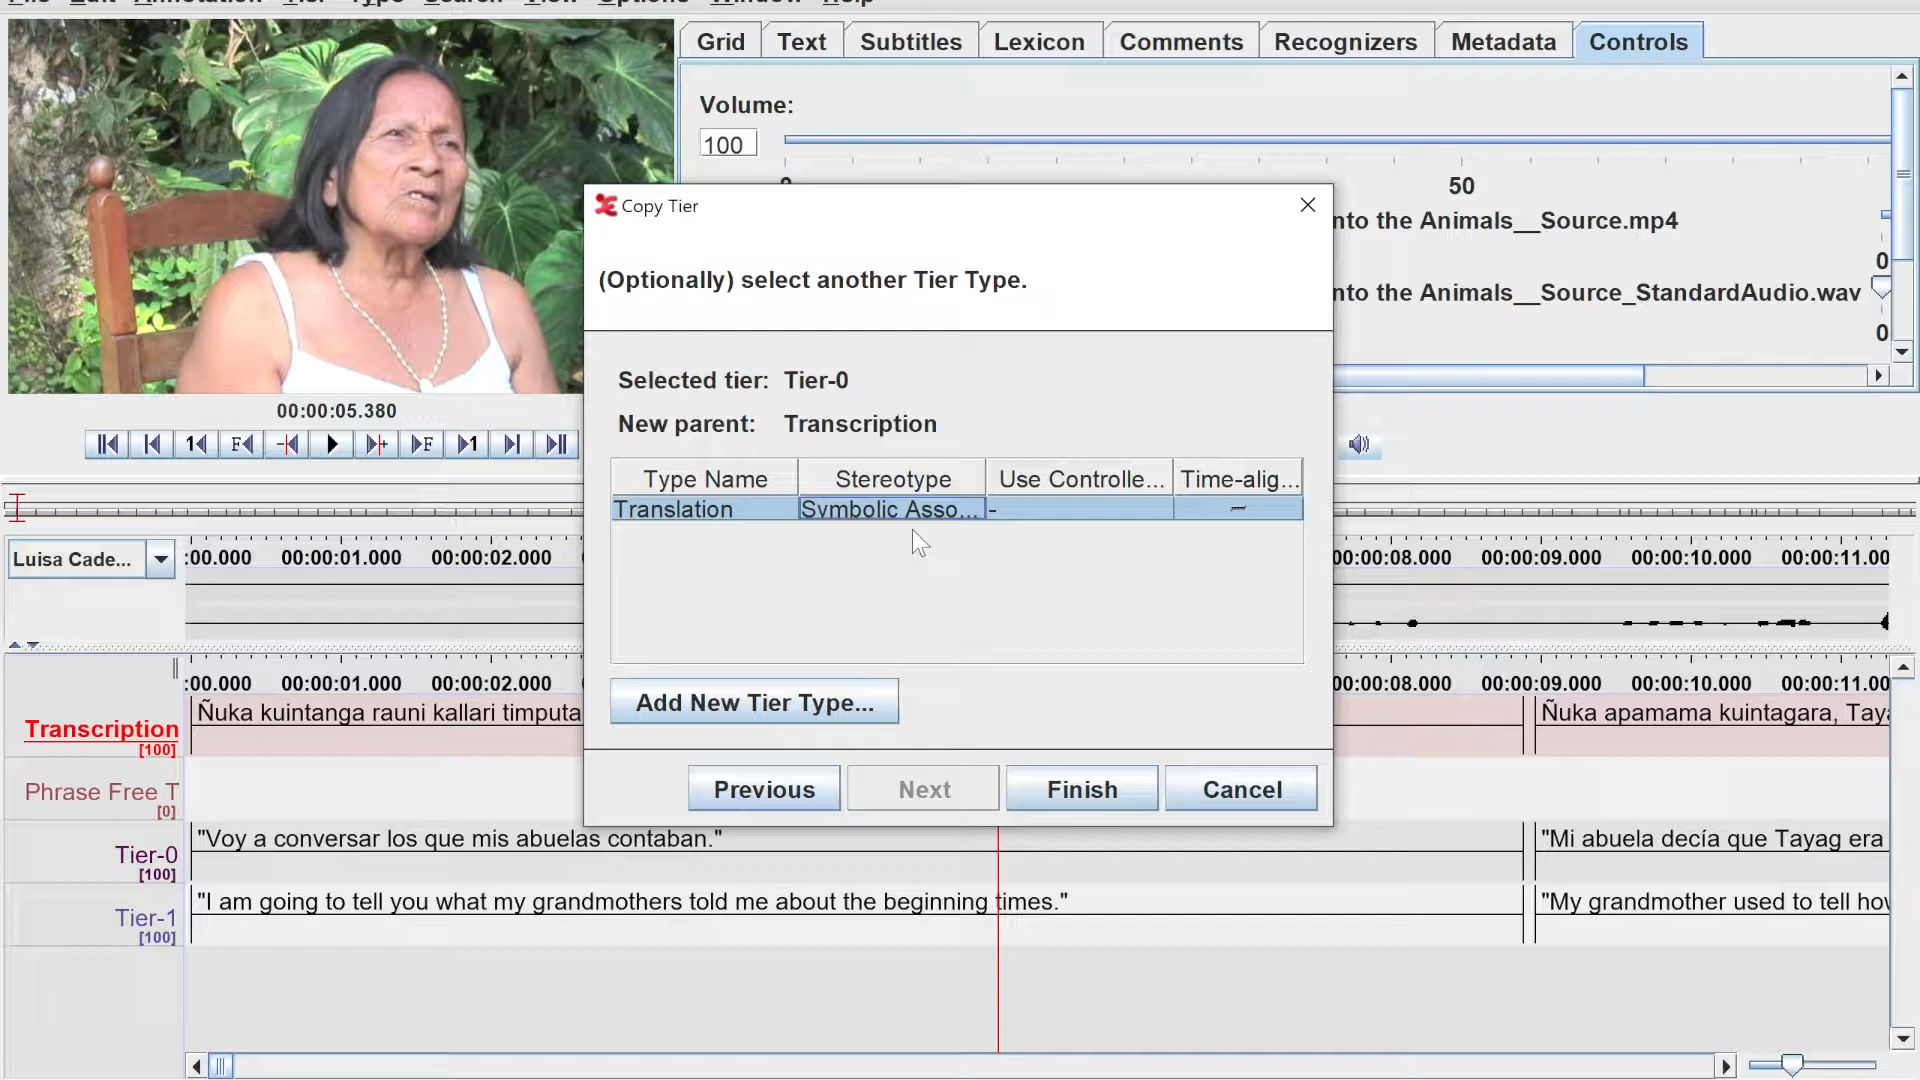 Grid Text Subtitles Lexicon Comments Recognizers Metadata Controls
Volume:
100
50
Copy Tier
nto the Animals__Source.mp4
0
(Optionally) select another Tier Type.
nto the Animals__Source_StandardAudio.wav
0
Selected tier: Tier-0
New parent: Transcription
00:00:05.380
1 F F 1
Type Name Stereotype Use Controlle... Time-alig...
Translation Symbolic Asso... -
Luisa Cade... :00.000 00:00:01.000 00:00:02.000 00:00:08.000 00:00:09.000 00:00:10.000 00:00:11.00
:00.000 00:00:01.000 00:00:02.000 00:00:08.000 00:00:09.000 00:00:10.000 00:00:11.00
Add New Tier Type...
Transcription Ñuka kuintanga rauni kallari timputa Ñuka apamama kuintagara, Taya
[100]
Previous Next Finish Cancel
Phrase Free T
[0]
Tier-0 "Voy a conversar los que mis abuelas contaban." "Mi abuela decía que Tayag era
[100]
Tier-1 "I am going to tell you what my grandmothers told me about the beginning times." "My grandmother used to tell how
[100]